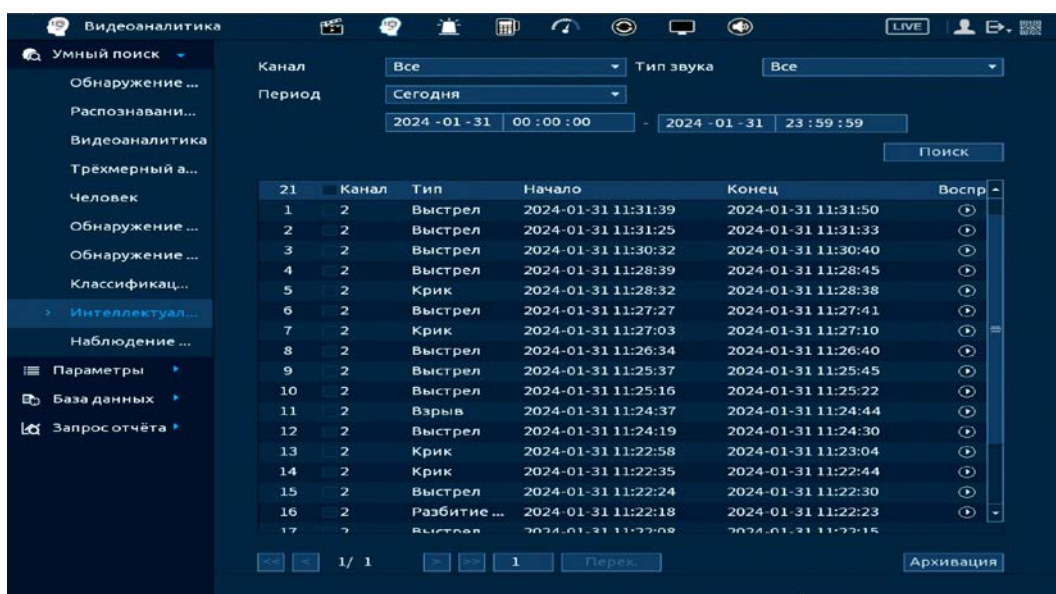 Видеоаналитика LIVE
Умный поиск
Обнаружение ...
Распознавани...
Видеоаналитика
Трёхмерный а...
Человек
Обнаружение ...
Обнаружение ...
Классификац...
Интеллектуал...
Наблюдение ...
Параметры
База данных
Запрос отчёта
Канал Все Тип звука Все
Период Сегодня
2024 -01 -31 00 : 00 : 00 - 2024 -01 -31 23 : 59 : 59
Поиск
21 Канал Тип Начало Конец Воспр
1 2 Выстрел 2024-01-31 11:31:39 2024-01-31 11:31:50
2 2 Выстрел 2024-01-31 11:31:25 2024-01-31 11:31:33
3 2 Выстрел 2024-01-31 11:30:32 2024-01-31 11:30:40
4 2 Выстрел 2024-01-31 11:28:39 2024-01-31 11:28:45
5 2 Крик 2024-01-31 11:28:32 2024-01-31 11:28:38
6 2 Выстрел 2024-01-31 11:27:27 2024-01-31 11:27:41
7 2 Крик 2024-01-31 11:27:03 2024-01-31 11:27:10
8 2 Выстрел 2024-01-31 11:26:34 2024-01-31 11:26:40
9 2 Выстрел 2024-01-31 11:25:37 2024-01-31 11:25:45
10 2 Выстрел 2024-01-31 11:25:16 2024-01-31 11:25:22
11 2 Взрыв 2024-01-31 11:24:37 2024-01-31 11:24:44
12 2 Выстрел 2024-01-31 11:24:19 2024-01-31 11:24:30
13 2 Крик 2024-01-31 11:22:58 2024-01-31 11:23:04
14 2 Крик 2024-01-31 11:22:35 2024-01-31 11:22:44
15 2 Выстрел 2024-01-31 11:22:24 2024-01-31 11:22:30
16 2 Разбитие ... 2024-01-31 11:22:18 2024-01-31 11:22:23
17 2 Выстрел 2024-01-31 11:22:08 2024-01-31 11:22:15
<< < 1/ 1 > >> 1 Перех. Архивация